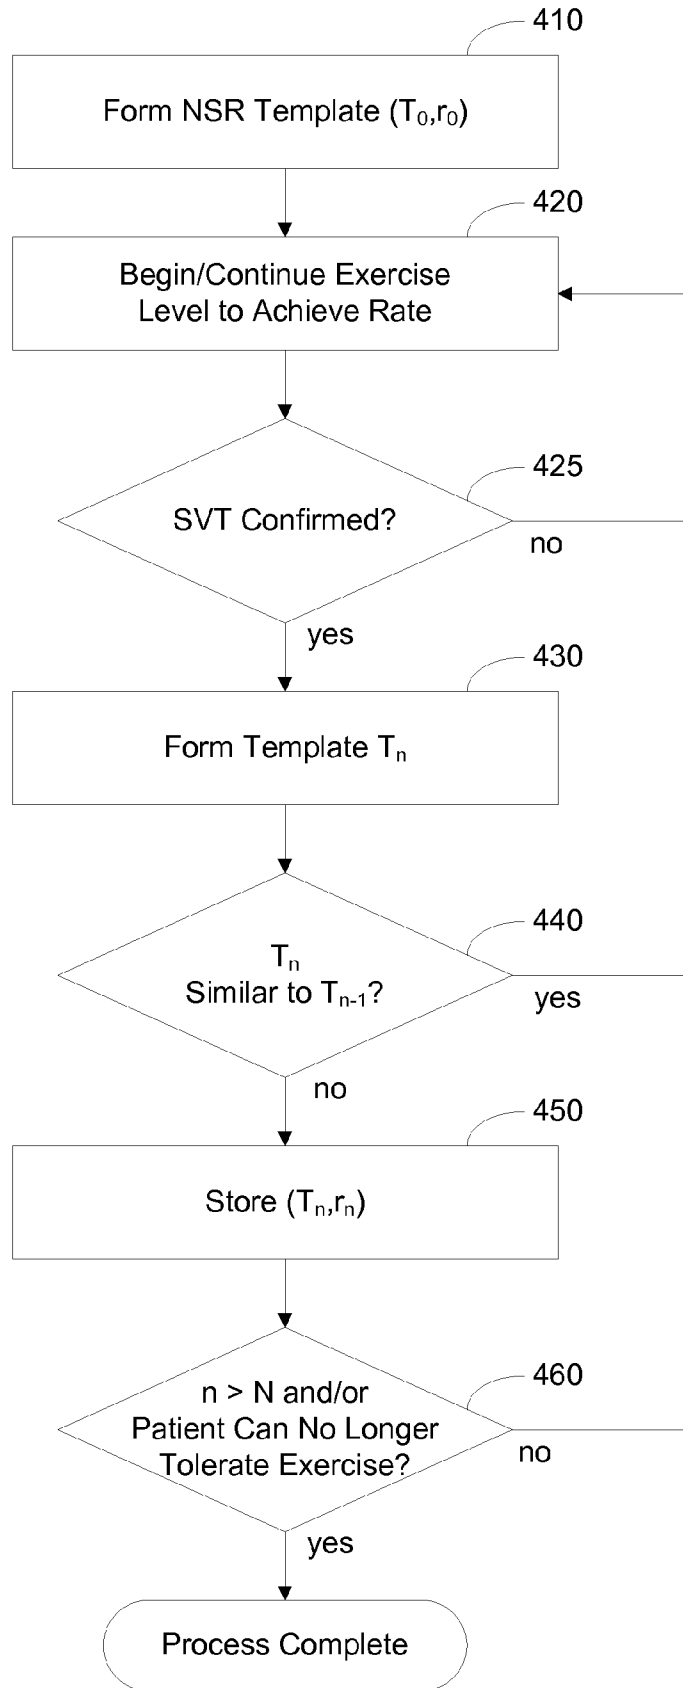 410
Form NSR Template (T₀,r₀)
420
Begin/Continue Exercise
Level to Achieve Rate
425
SVT Confirmed?
no
yes
430
Form Template Tₙ
440
Tₙ
Similar to Tₙ₋₁?
yes
no
450
Store (Tₙ,rₙ)
460
n > N and/or
Patient Can No Longer
Tolerate Exercise?
no
yes
Process Complete